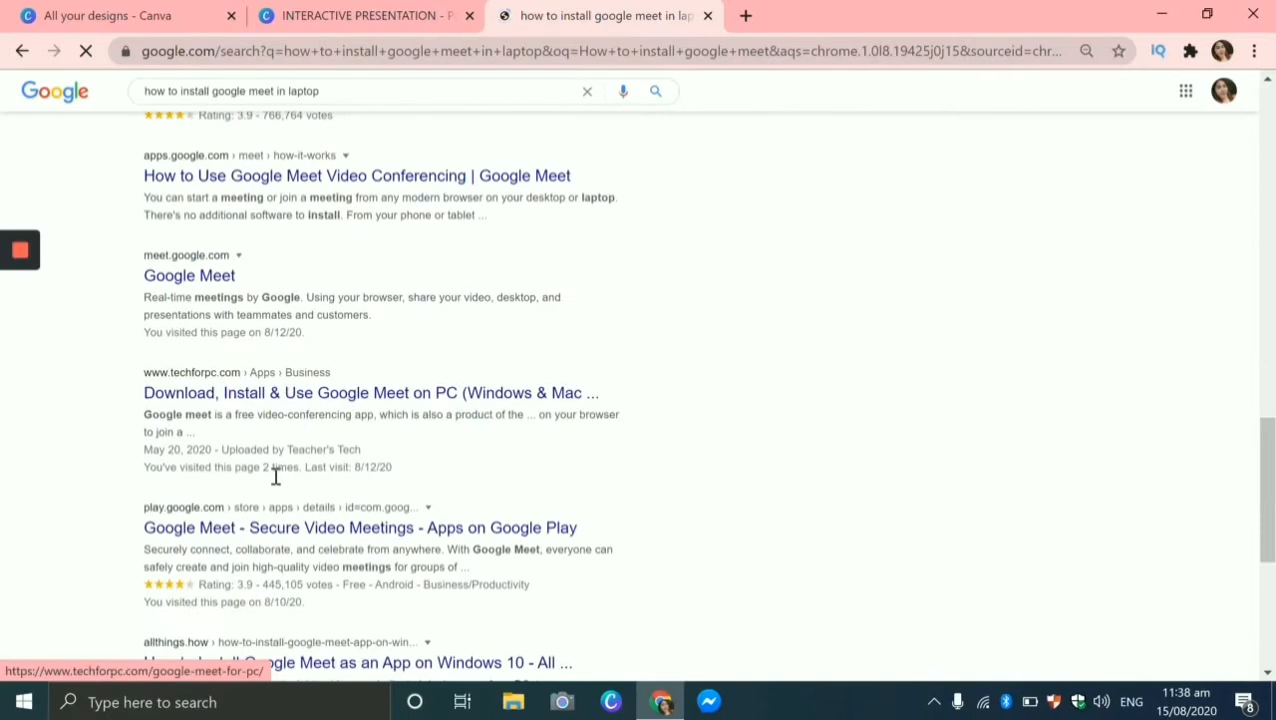 All your designs - Canva
INTERACTIVE PRESENTATION - P
how to install google meet in lap
google.com/search?q=how+to+install+google+meet+in+laptop&oq=How+to+install+google+meet&aqs=chrome.1.0l8.19425j0j15&sourceid=chr...
IQ
Google
how to install google meet in laptop
Rating: 3.9 - 766,764 votes
apps.google.com › meet › how-it-works
How to Use Google Meet Video Conferencing | Google Meet
You can start a meeting or join a meeting from any modern browser on your desktop or laptop.
There's no additional software to install. From your phone or tablet ...
meet.google.com
Google Meet
Real-time meetings by Google. Using your browser, share your video, desktop, and
presentations with teammates and customers.
You visited this page on 8/12/20.
www.techforpc.com › Apps › Business
Download, Install & Use Google Meet on PC (Windows & Mac ...
Google meet is a free video-conferencing app, which is also a product of the ... on your browser
to join a ...
May 20, 2020 - Uploaded by Teacher's Tech
You've visited this page 2 times. Last visit: 8/12/20
play.google.com › store › apps › details › id=com.goog...
Google Meet - Secure Video Meetings - Apps on Google Play
Securely connect, collaborate, and celebrate from anywhere. With Google Meet, everyone can
safely create and join high-quality video meetings for groups of ...
Rating: 3.9 - 445,105 votes - Free - Android - Business/Productivity
You visited this page on 8/10/20.
allthings.how › how-to-install-google-meet-app-on-win...
Google Meet as an App on Windows 10 - All ...
https://www.techforpc.com/google-meet-for-pc/
Type here to search
ENG
11:38 am
15/08/2020
8